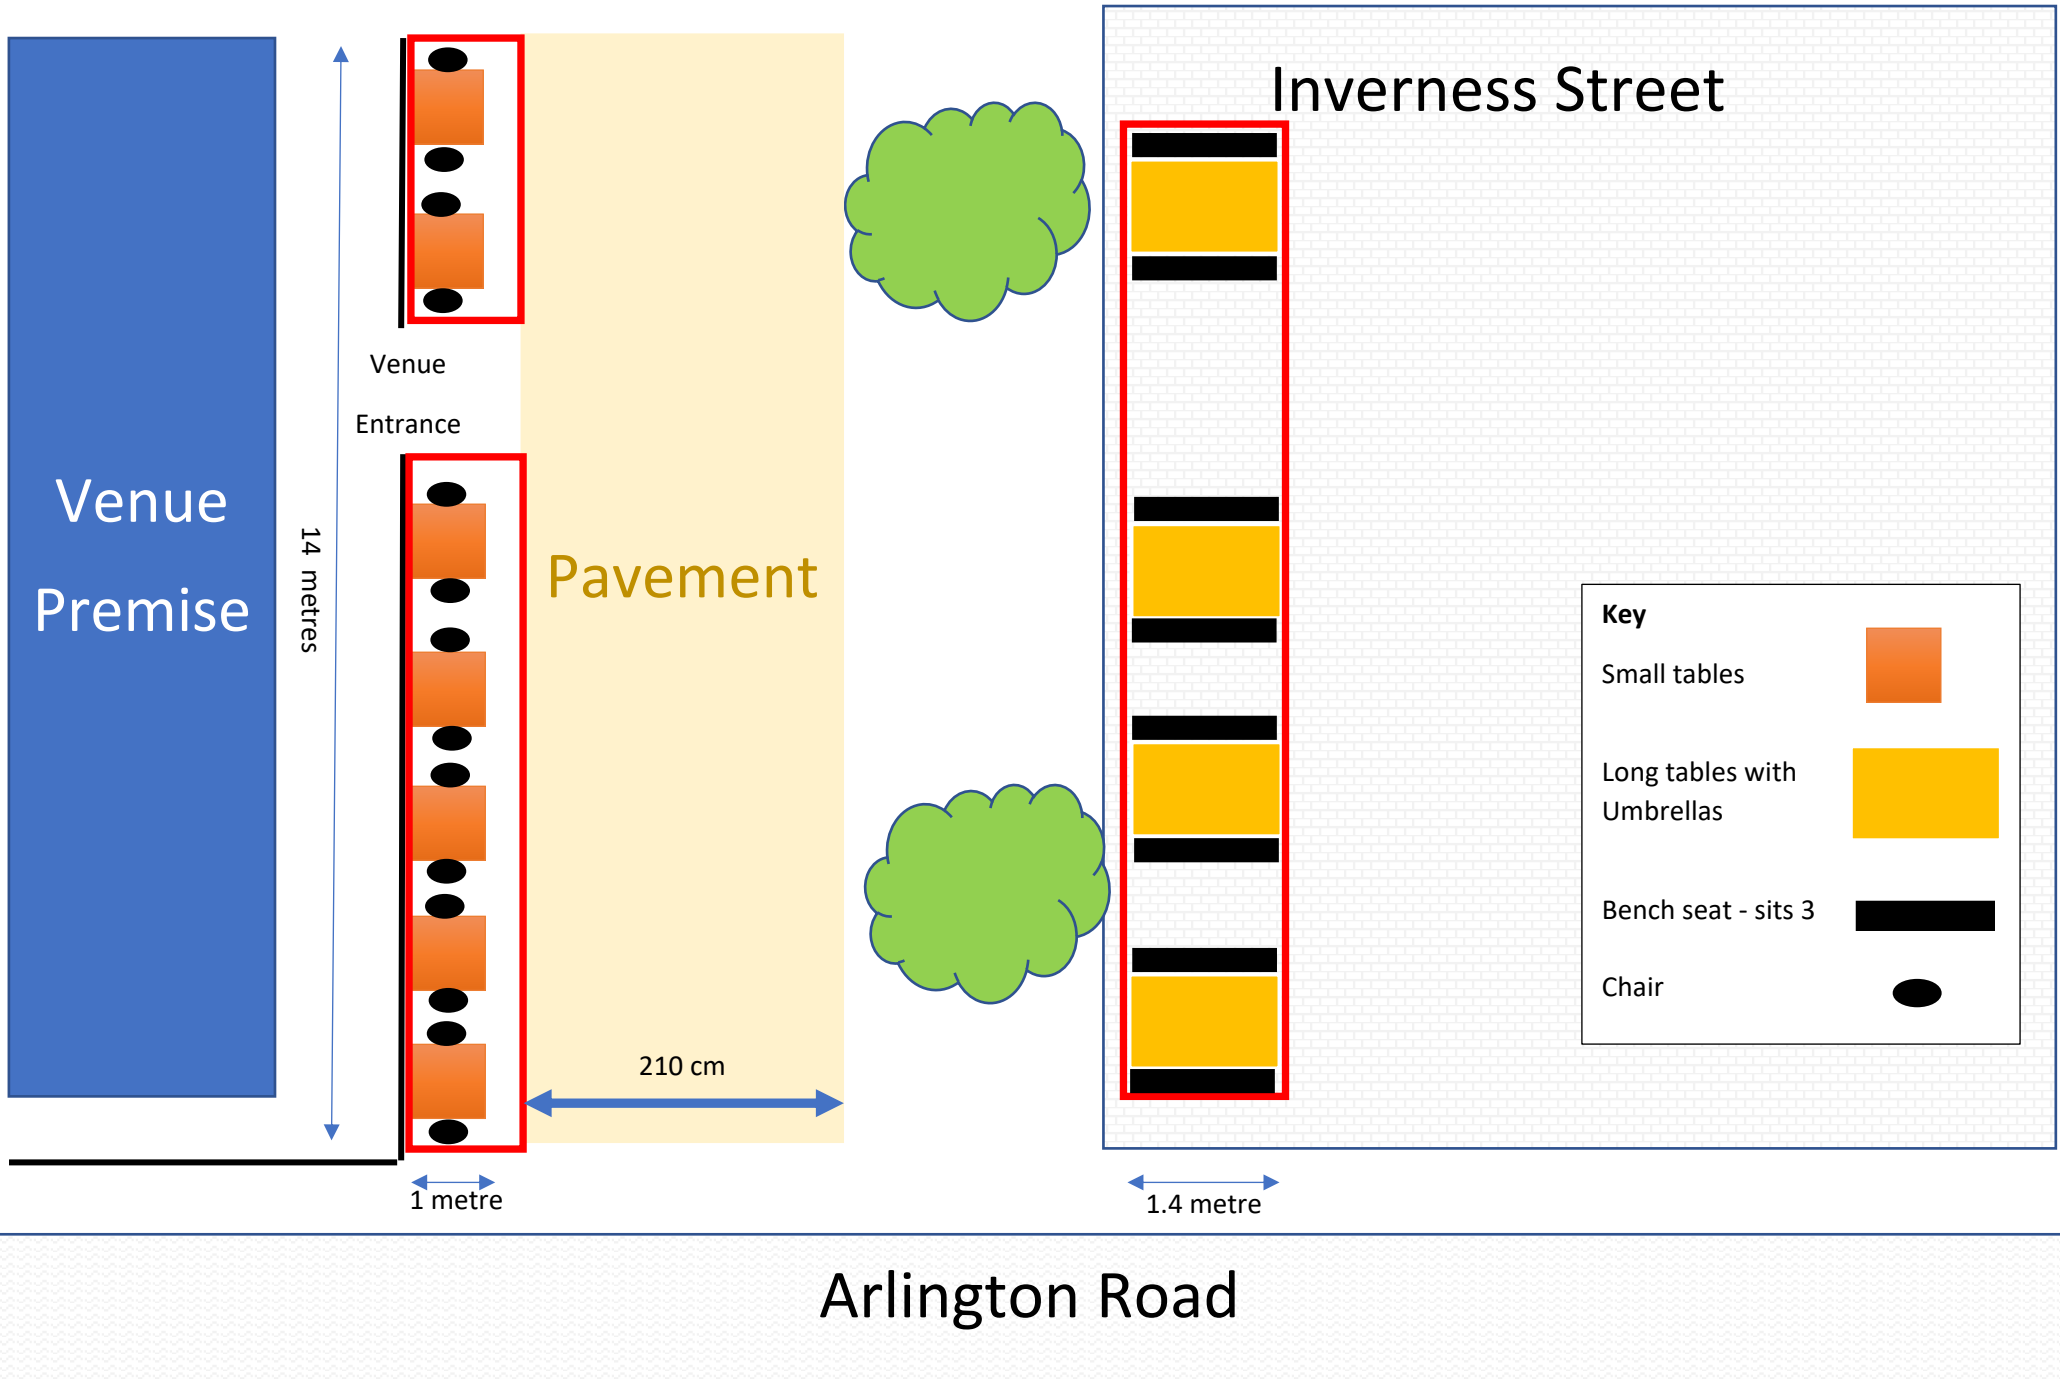 Inverness Street
Venue
Entrance
Venue
Premise
14 metres
Pavement
210 cm
1 metre
1.4 metre
Key
Small tables
Long tables with
Umbrellas
Bench seat - sits 3
Chair
Arlington Road